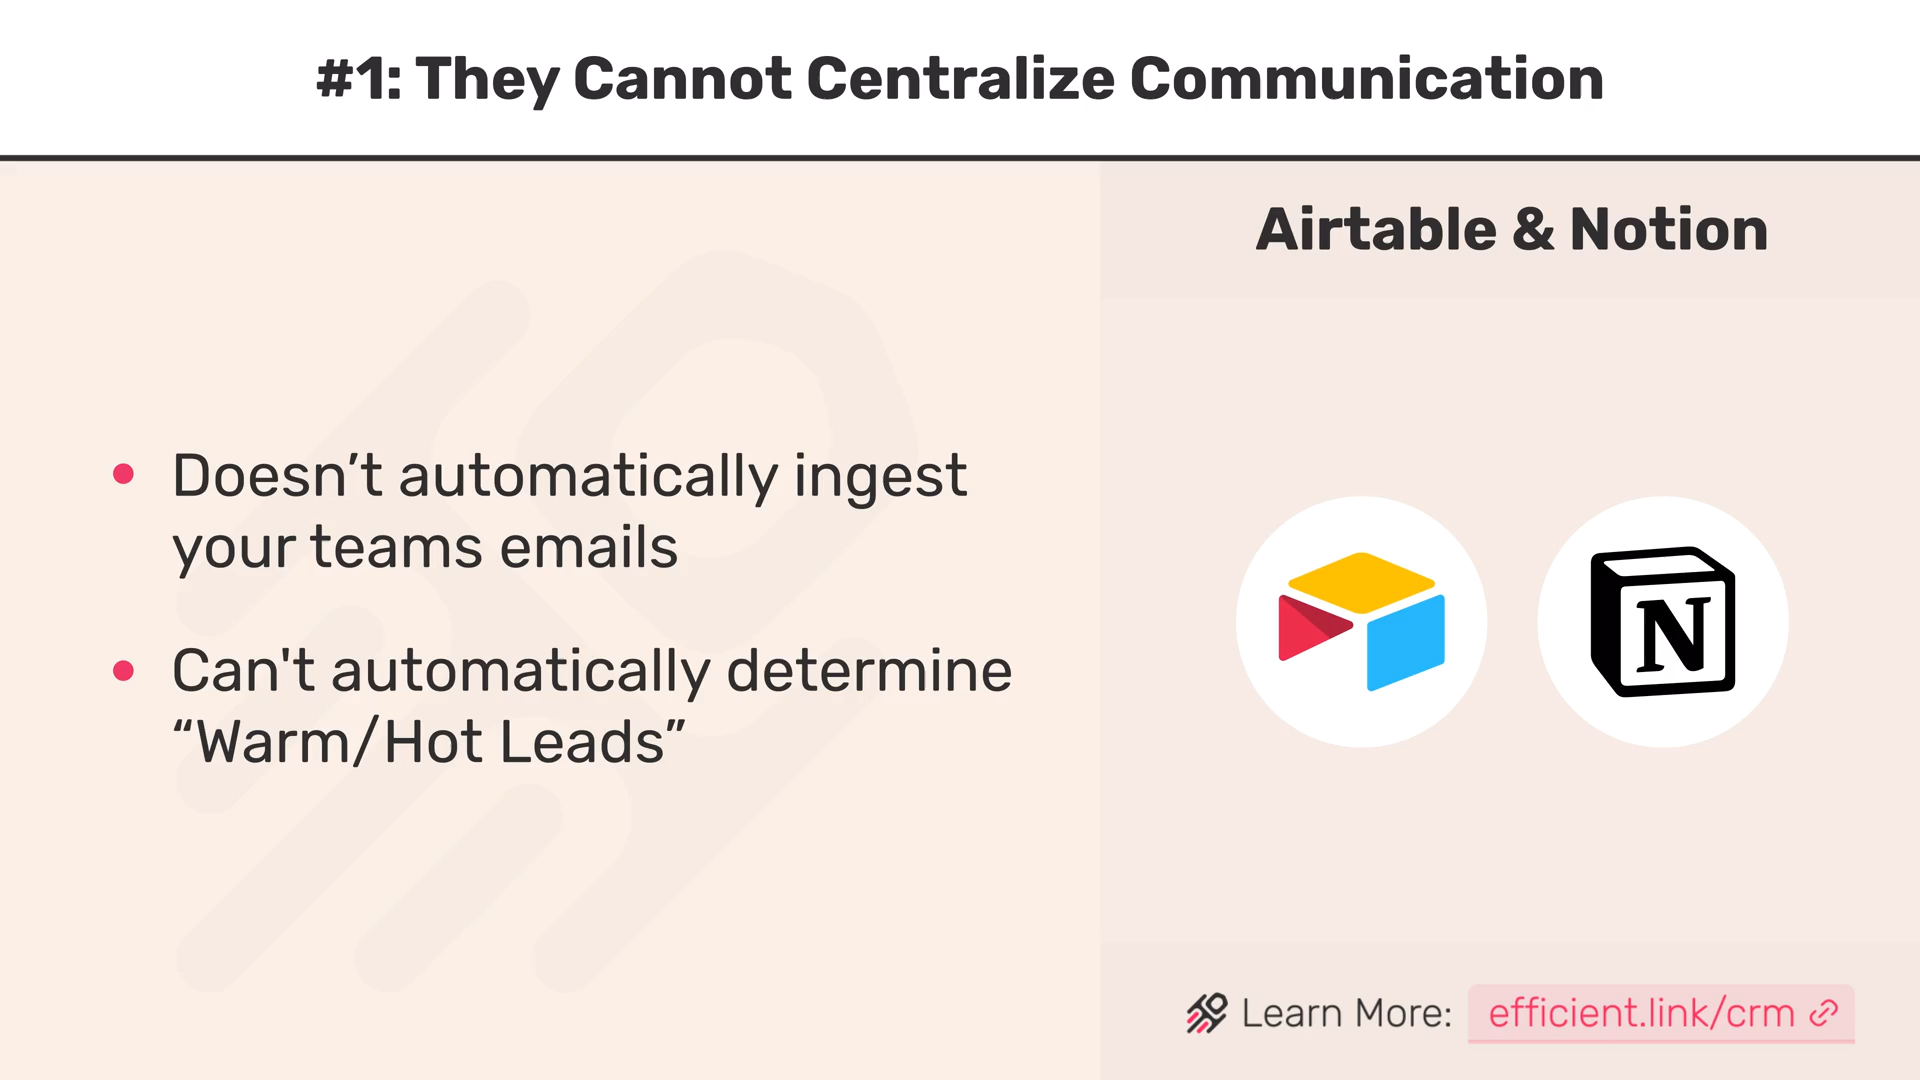 #1: They Cannot Centralize Communication
Airtable & Notion
Doesn’t automatically ingest
your teams emails
Can't automatically determine
“Warm/Hot Leads”
N
Learn More: efficient.link/crm